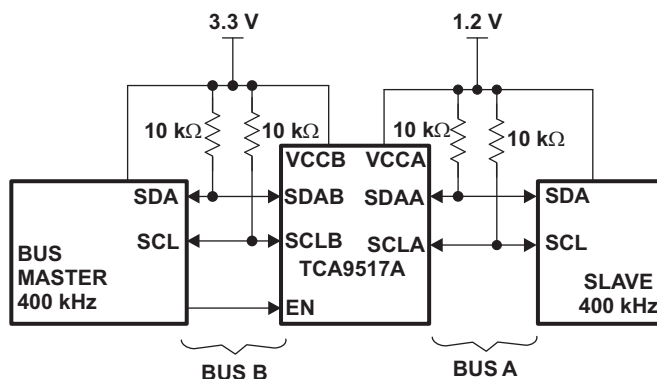 3.3 V
1.2 V
10 kΩ
10 kΩ
10 kΩ
10 kΩ
VCCB
VCCA
SDA
SDAB
SDAA
SDA
SCL
SCLB
SCLA
SCL
BUS
MASTER
400 kHz
TCA9517A
SLAVE
400 kHz
EN
BUS B
BUS A